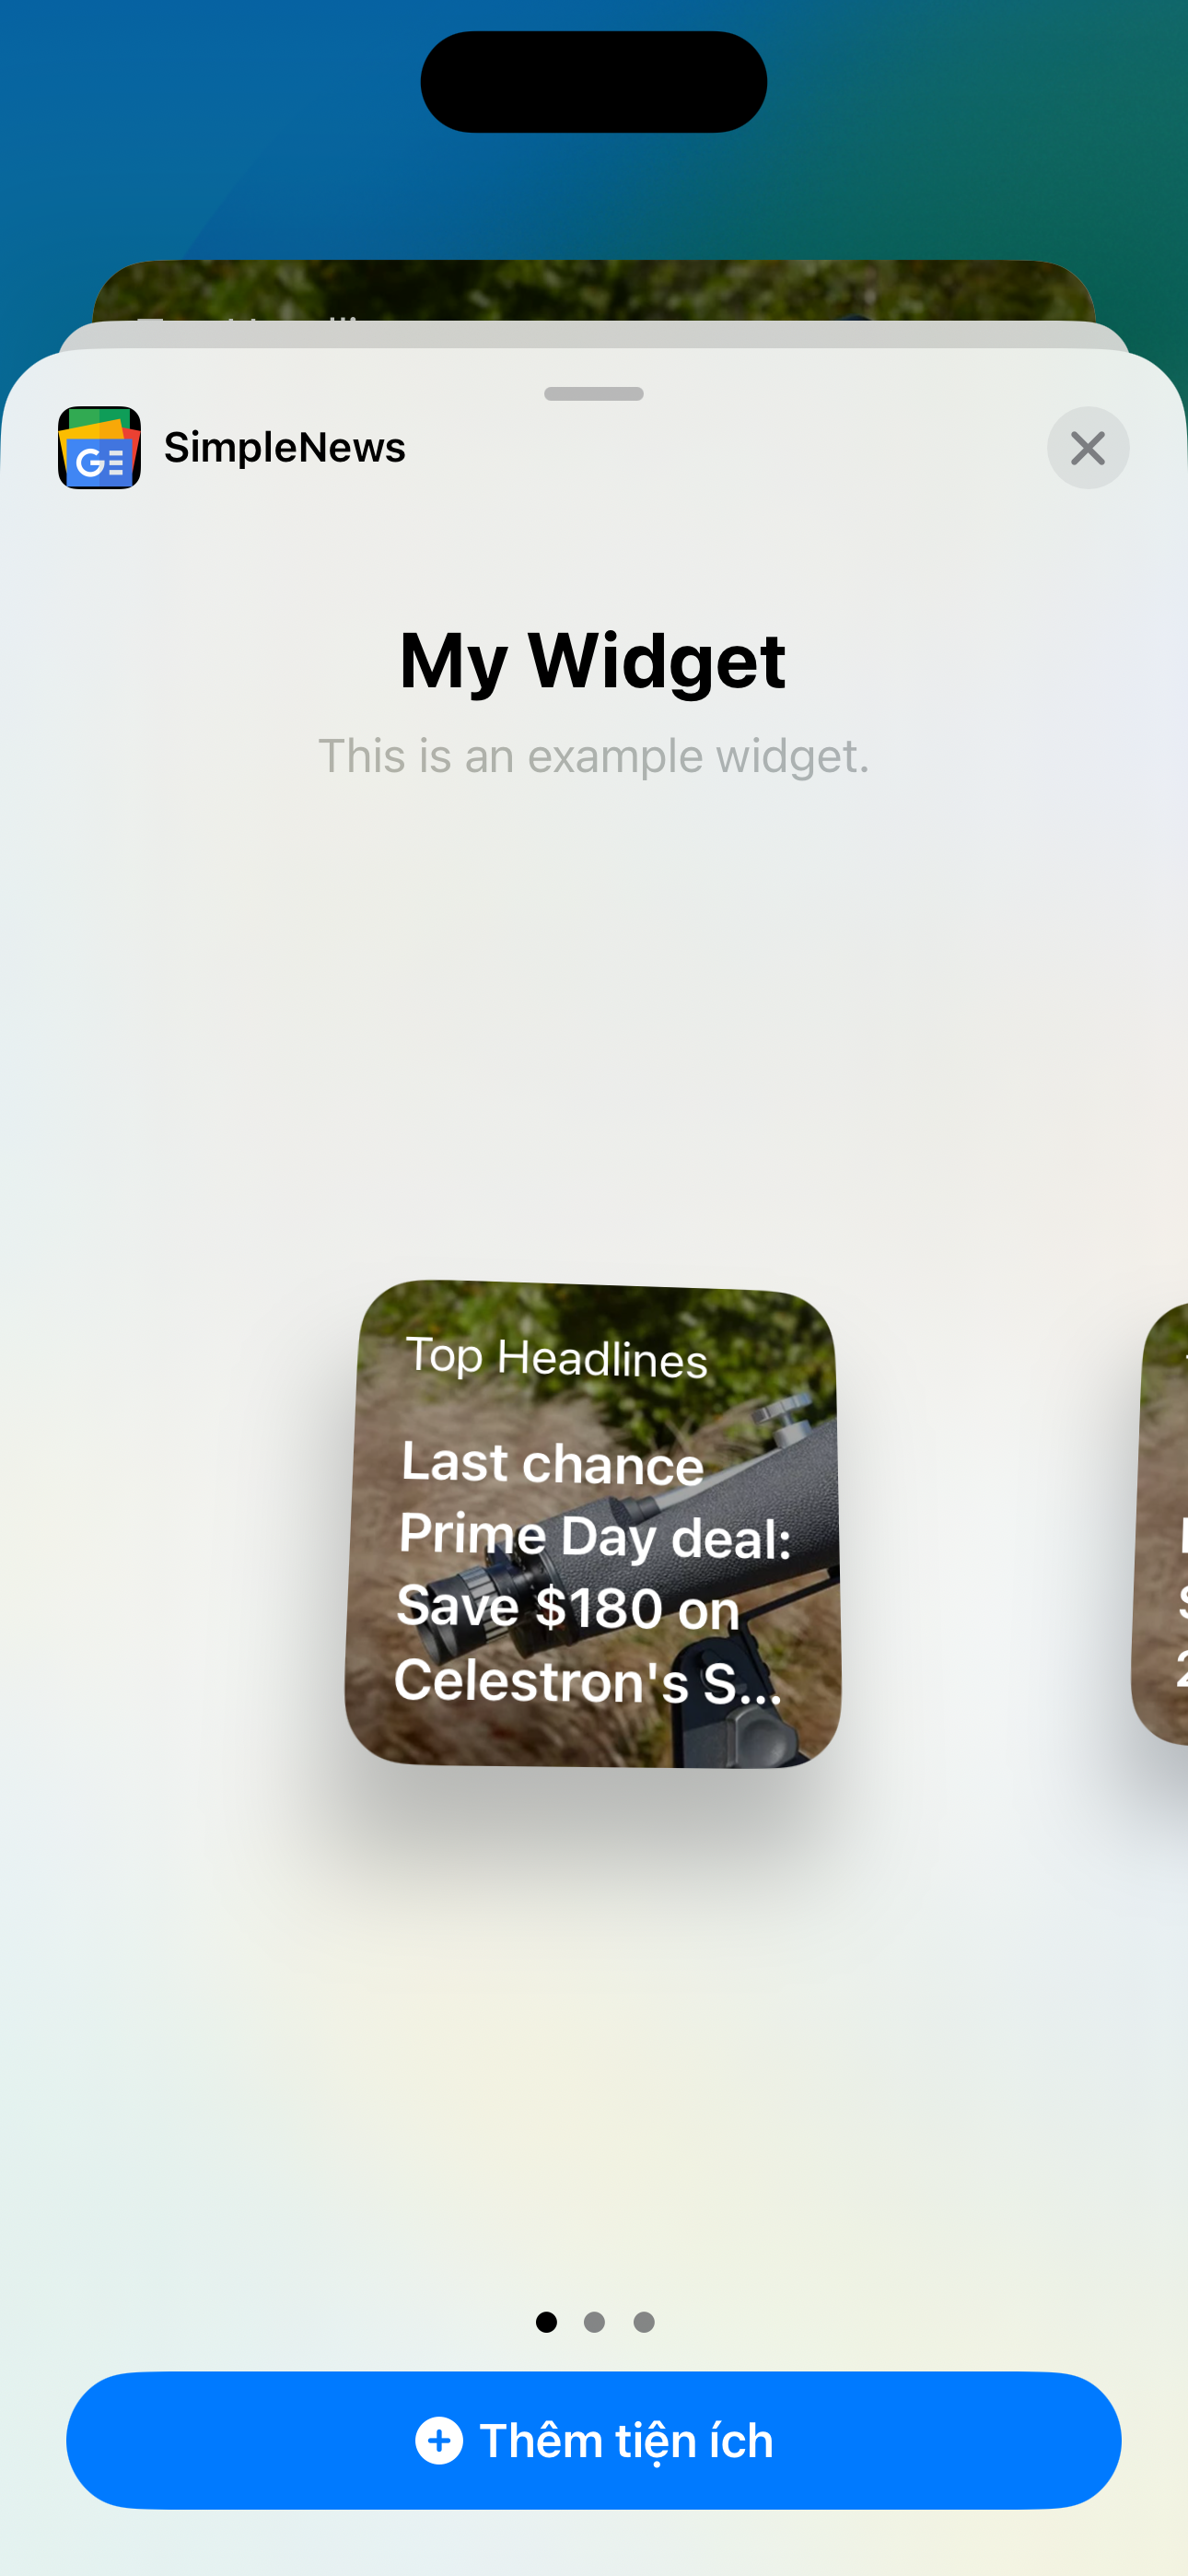 SimpleNews
My Widget
This is an example widget.
Top Headlines
Last chance
Prime Day deal:
Save $180 on
Celestron's S...
Thêm tiện ích